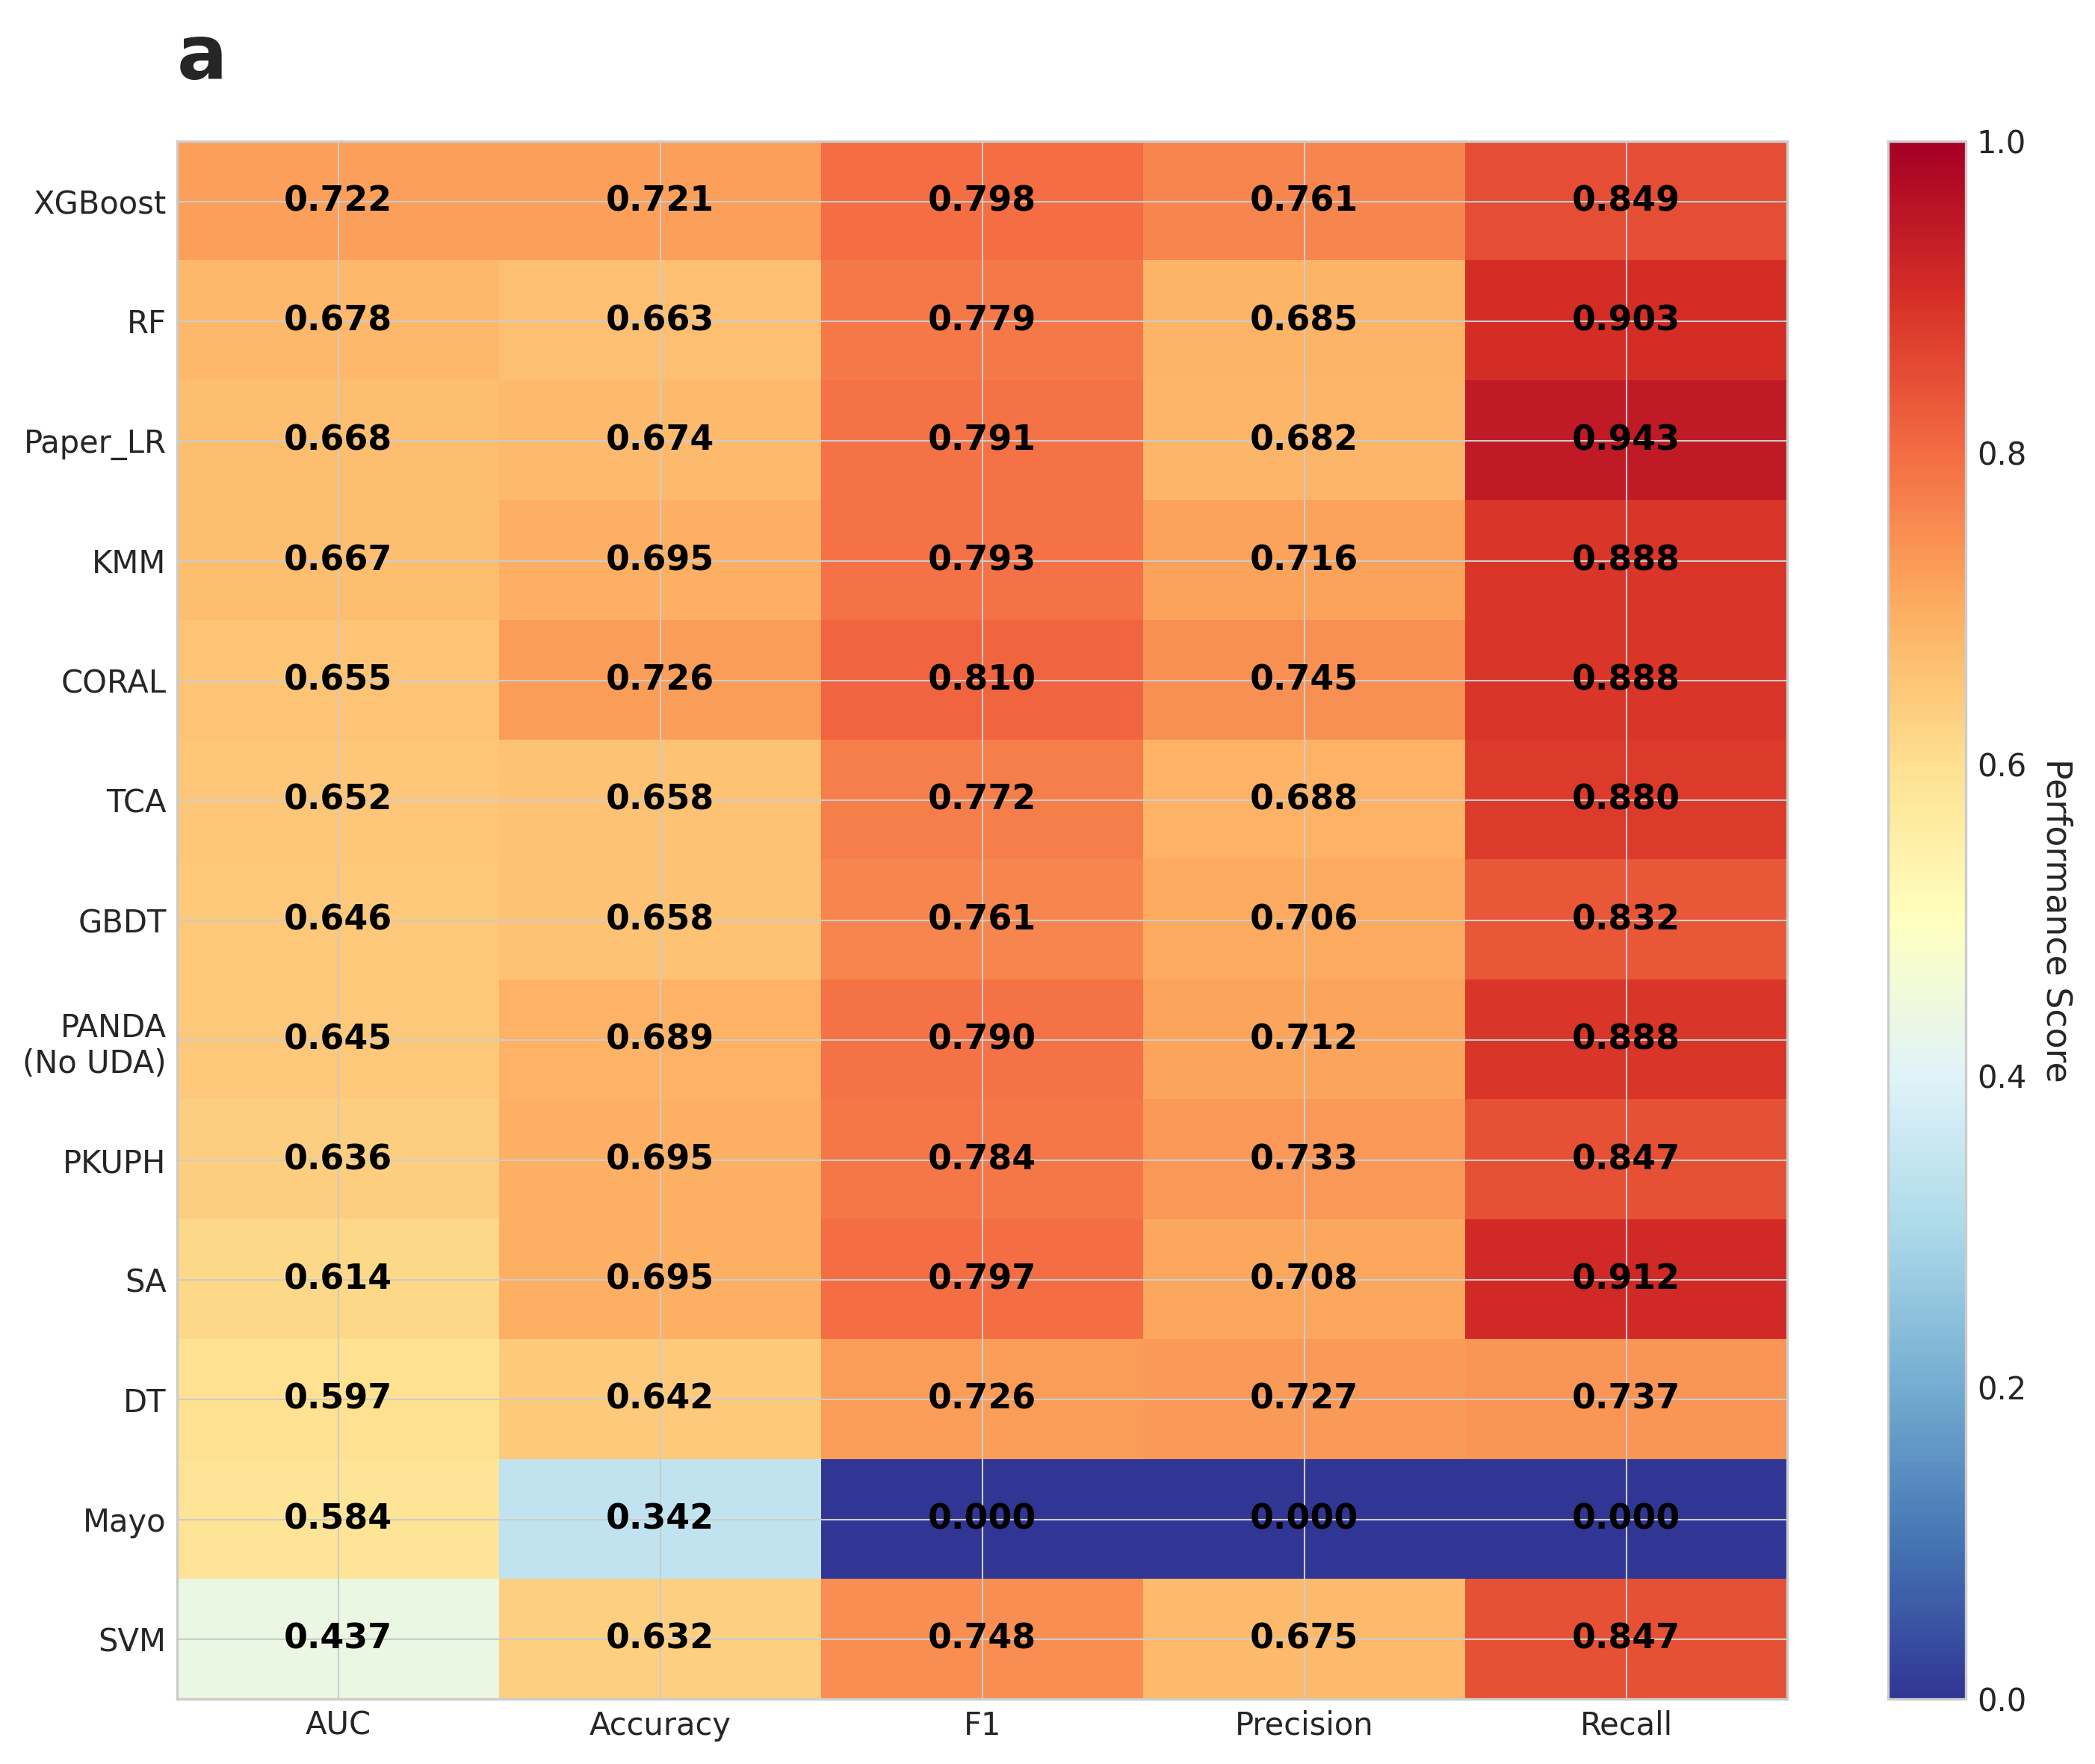 a
XGBoost 0.722 0.721 0.798 0.761 0.849
RF 0.678 0.663 0.779 0.685 0.903
Paper_LR 0.668 0.674 0.791 0.682 0.943
KMM 0.667 0.695 0.793 0.716 0.888
CORAL 0.655 0.726 0.810 0.745 0.888
TCA 0.652 0.658 0.772 0.688 0.880
GBDT 0.646 0.658 0.761 0.706 0.832
PANDA
(No UDA) 0.645 0.689 0.790 0.712 0.888
PKUPH 0.636 0.695 0.784 0.733 0.847
SA 0.614 0.695 0.797 0.708 0.912
DT 0.597 0.642 0.726 0.727 0.737
Mayo 0.584 0.342 0.000 0.000 0.000
SVM 0.437 0.632 0.748 0.675 0.847
AUC Accuracy F1 Precision Recall
1.0
0.8
0.6
0.4
0.2
0.0
Performance Score